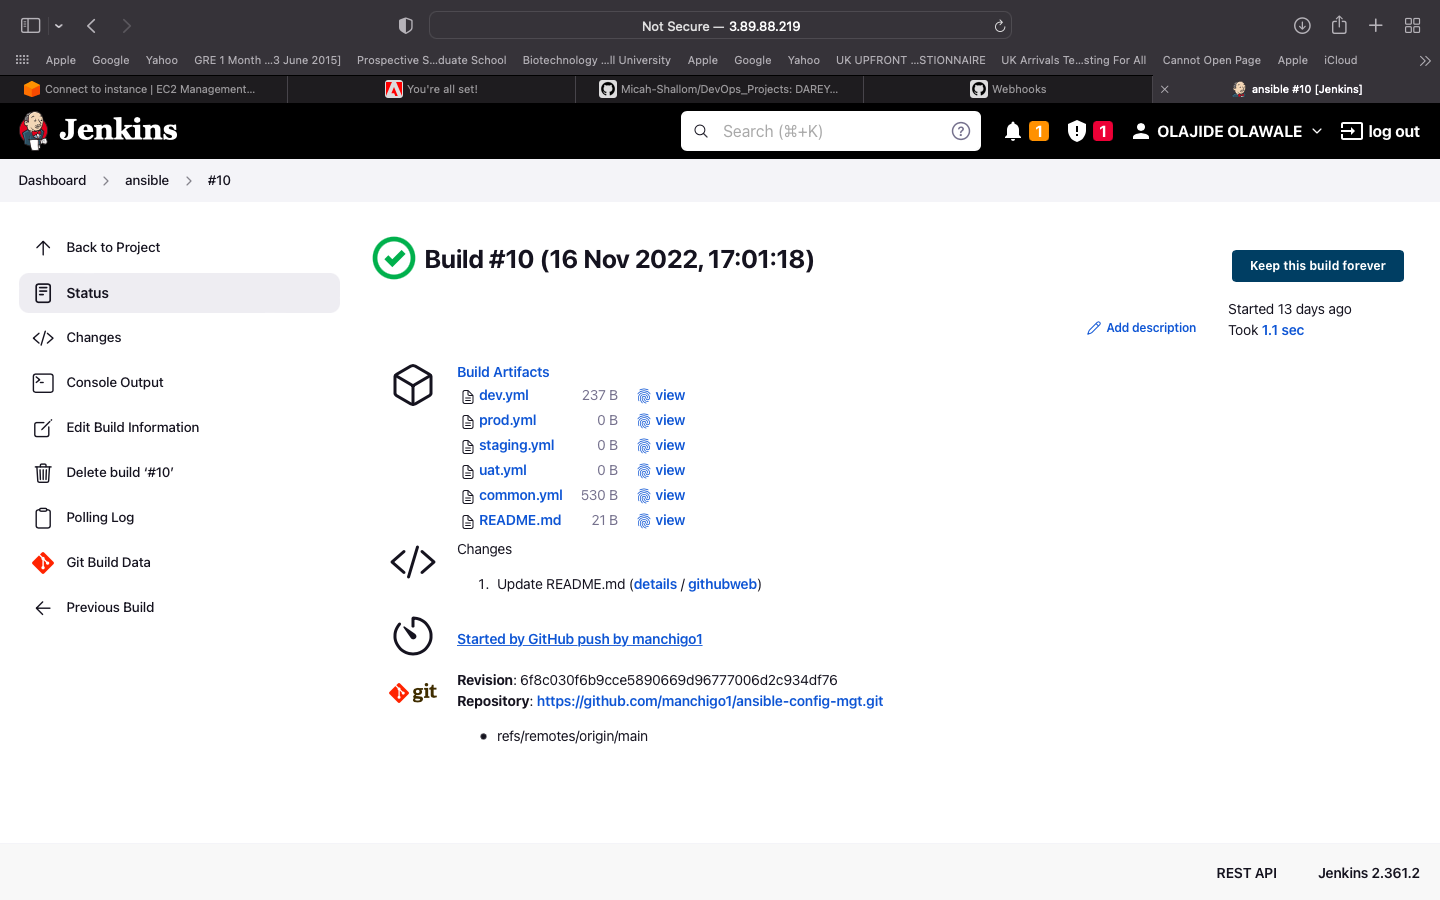 Not Secure — 3.89.88.219
Apple Google Yahoo GRE 1 Month ...3 June 2015] Prospective S...duate School Biotechnology ...ll University Apple Google Yahoo UK UPFRONT ...STIONNAIRE UK Arrivals Te...sting For All Cannot Open Page Apple iCloud
Connect to instance | EC2 Management... You're all set! Micah-Shallom/DevOps_Projects: DAREY... Webhooks ansible #10 [Jenkins]
Jenkins Search (⌘+K) ? 1 1 OLAJIDE OLAWALE log out
Dashboard ansible #10
Back to Project
Status
Changes
Console Output
Edit Build Information
Delete build ‘#10’
Polling Log
Git Build Data
Previous Build
Build #10 (16 Nov 2022, 17:01:18)
Keep this build forever
Started 13 days ago
Add description
Took 1.1 sec
Build Artifacts
dev.yml 237 B view
prod.yml 0 B view
staging.yml 0 B view
uat.yml 0 B view
common.yml 530 B view
README.md 21 B view
Changes
1. Update README.md (details / githubweb)
Started by GitHub push by manchigo1
git
Revision: 6f8c030f6b9cce5890669d96777006d2c934df76
Repository: https://github.com/manchigo1/ansible-config-mgt.git
• refs/remotes/origin/main
REST API Jenkins 2.361.2